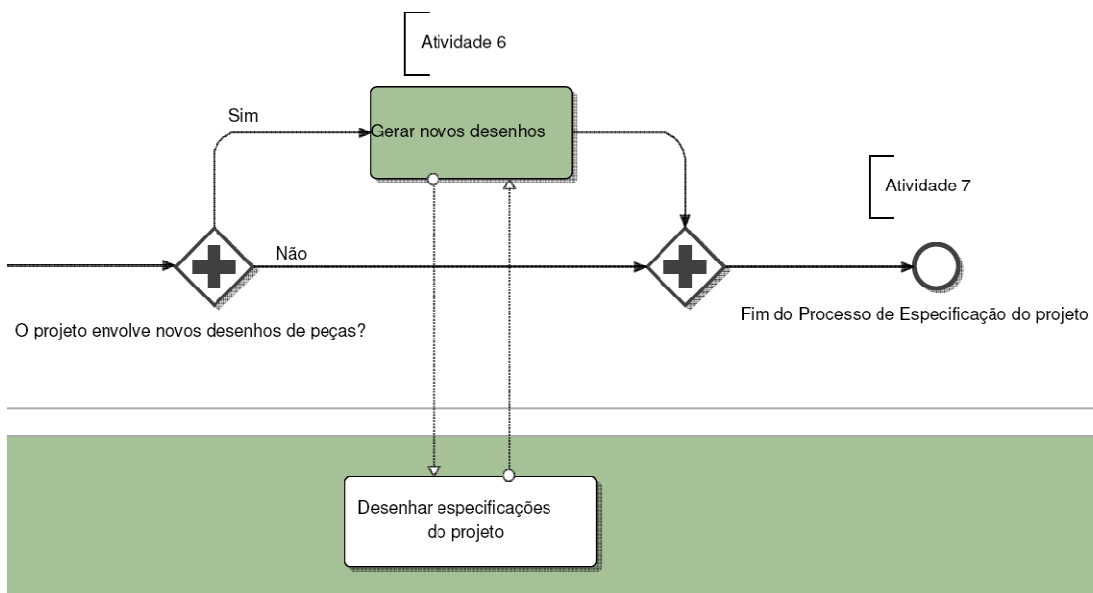 Atividade 6
Sim
Gerar novos desenhos
Atividade 7
Não
Fim do Processo de Especificação do projeto
O projeto envolve novos desenhos de peças?
Desenhar especificações
do projeto